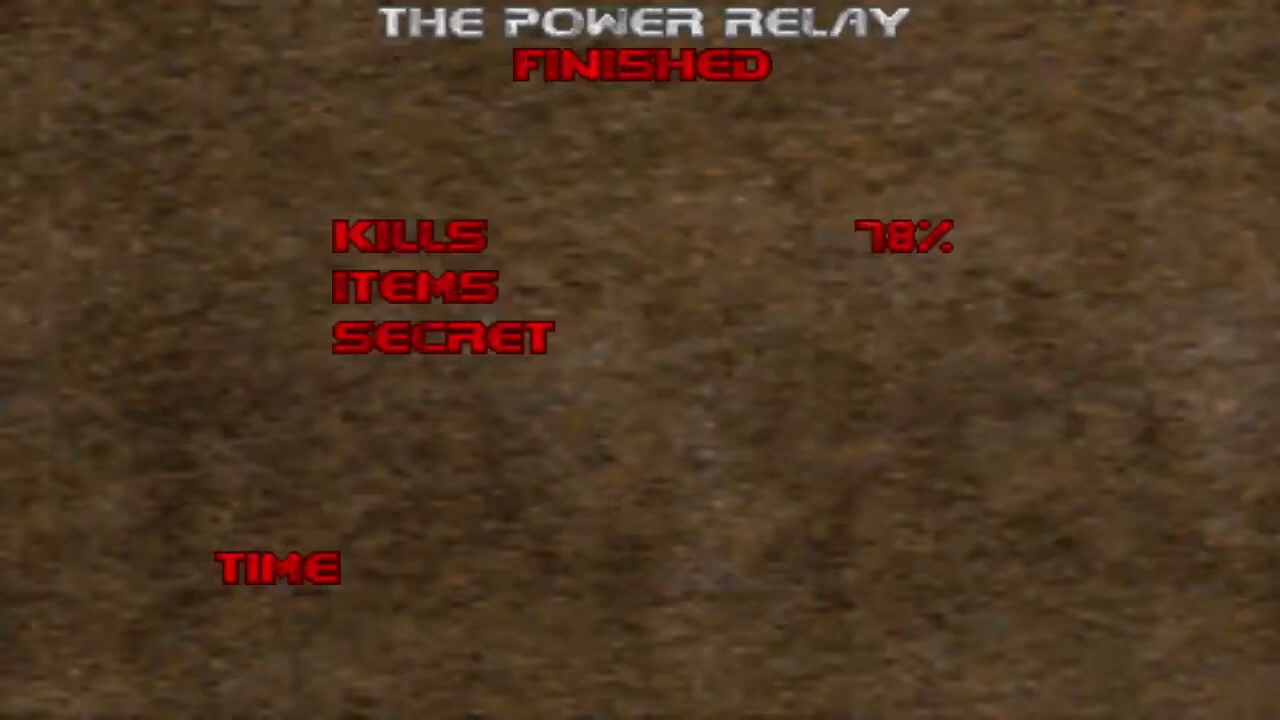 THE POWER RELAY
FINISHED
KILLS 78%
ITEMS
SECRET
TIME